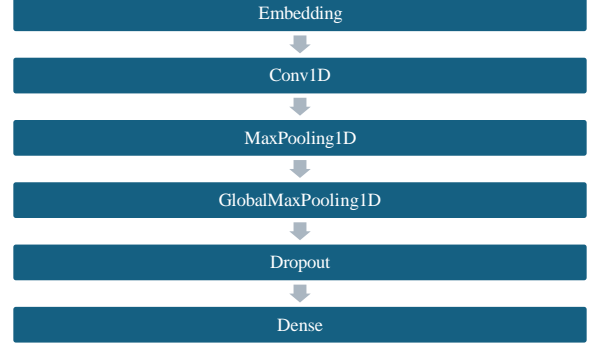 Embedding
Conv1D
MaxPooling1D
GlobalMaxPooling1D
Dropout
Dense